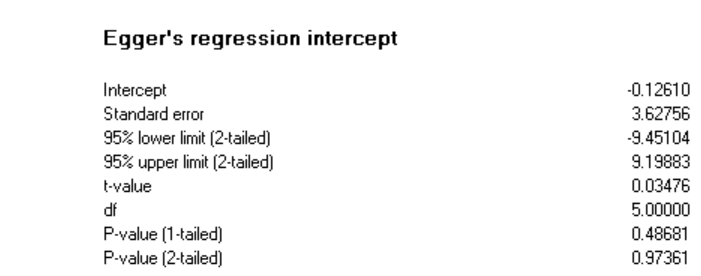 Egger's regression intercept
Intercept -0.12610
Standard error 3.62756
95% lower limit (2-tailed) -9.45104
95% upper limit (2-tailed) 9.19883
t-value 0.03476
df 5.00000
P-value (1-tailed) 0.48681
P-value (2-tailed) 0.97361